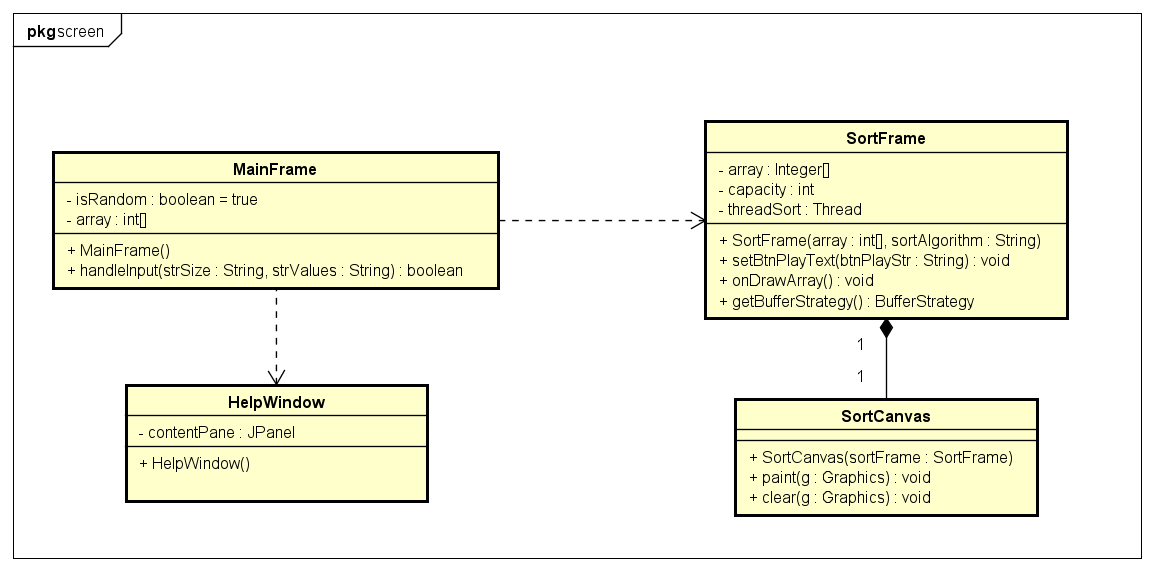 pkg screen
MainFrame
- isRandom : boolean = true
- array : int[]
+ MainFrame()
+ handleInput(strSize : String, strValues : String) : boolean
SortFrame
- array : Integer[]
- capacity : int
- threadSort : Thread
+ SortFrame(array : int[], sortAlgorithm : String)
+ setBtnPlayText(btnPlayStr : String) : void
+ onDrawArray() : void
+ getBufferStrategy() : BufferStrategy
1
1
HelpWindow
- contentPane : JPanel
+ HelpWindow()
SortCanvas
+ SortCanvas(sortFrame : SortFrame)
+ paint(g : Graphics) : void
+ clear(g : Graphics) : void